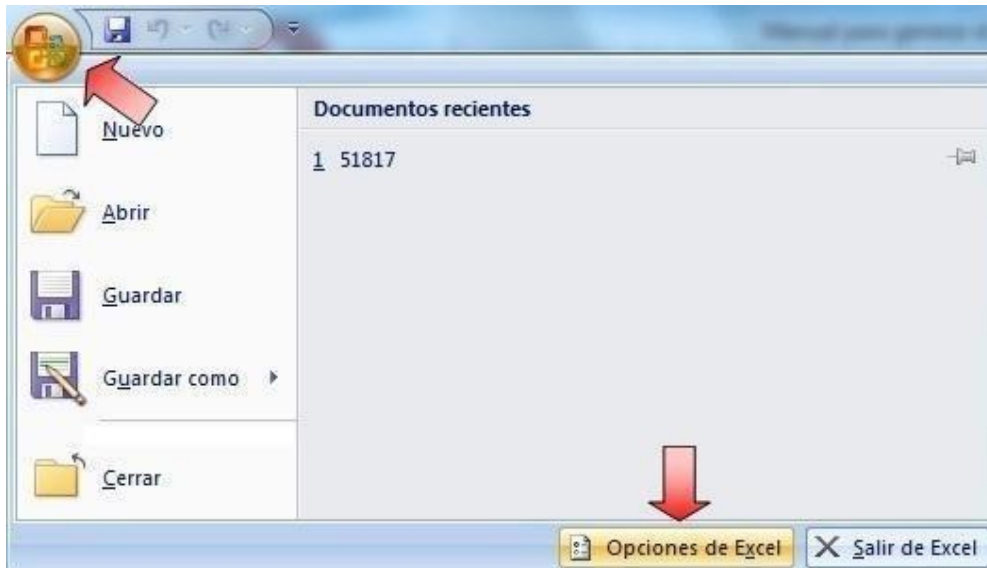 Nuevo
Abrir
Guardar
Guardar como
Cerrar
Documentos recientes
1 51817
Opciones de Excel
Salir de Excel